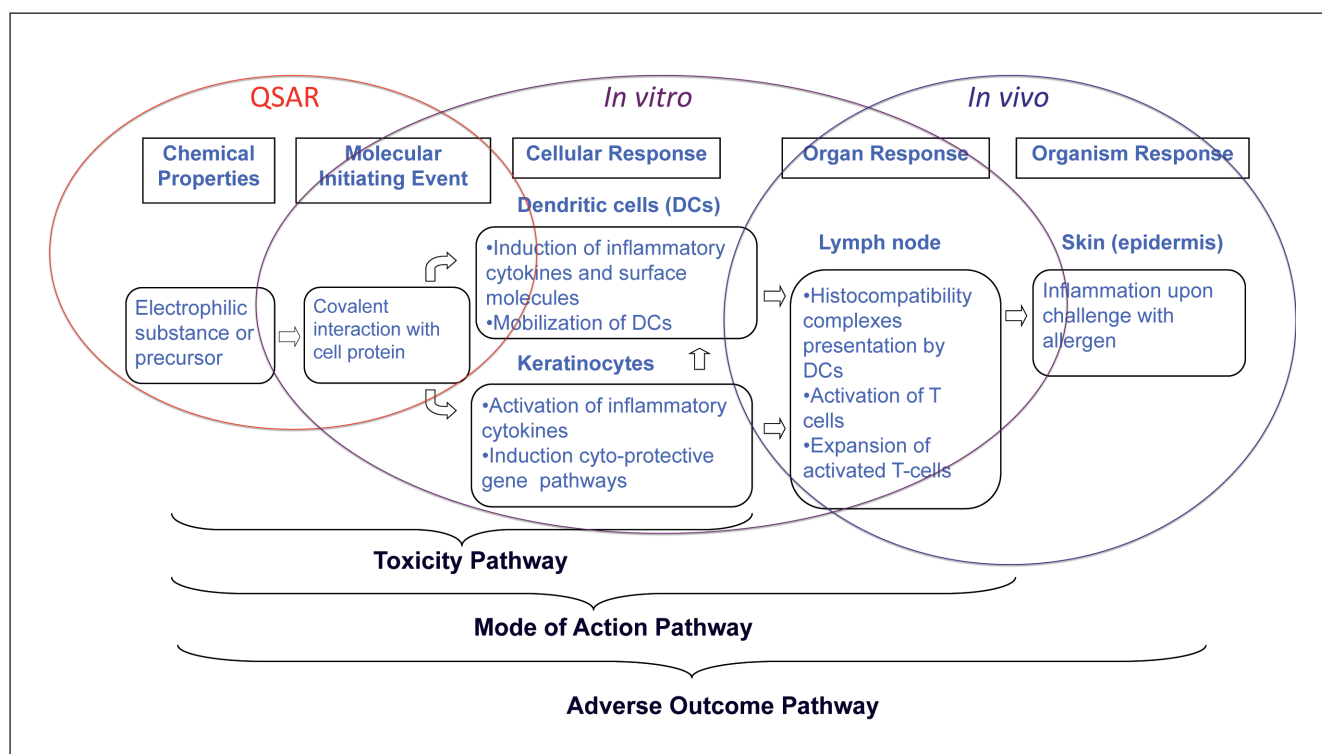 QSAR
In vitro
In vivo
Chemical
Properties
Molecular
Initiating Event
Cellular Response
Organ Response
Organism Response
Dendritic cells (DCs)
•Induction of inflammatory
cytokines and surface
molecules
•Mobilization of DCs
Lymph node
Skin (epidermis)
Electrophilic
substance or
precursor
Covalent
interaction with
cell protein
•Histocompatibility
complexes
presentation by
DCs
•Activation of T
cells
•Expansion of
activated T-cells
Inflammation upon
challenge with
allergen
Keratinocytes
•Activation of inflammatory
cytokines
•Induction cyto-protective
gene pathways
Toxicity Pathway
Mode of Action Pathway
Adverse Outcome Pathway